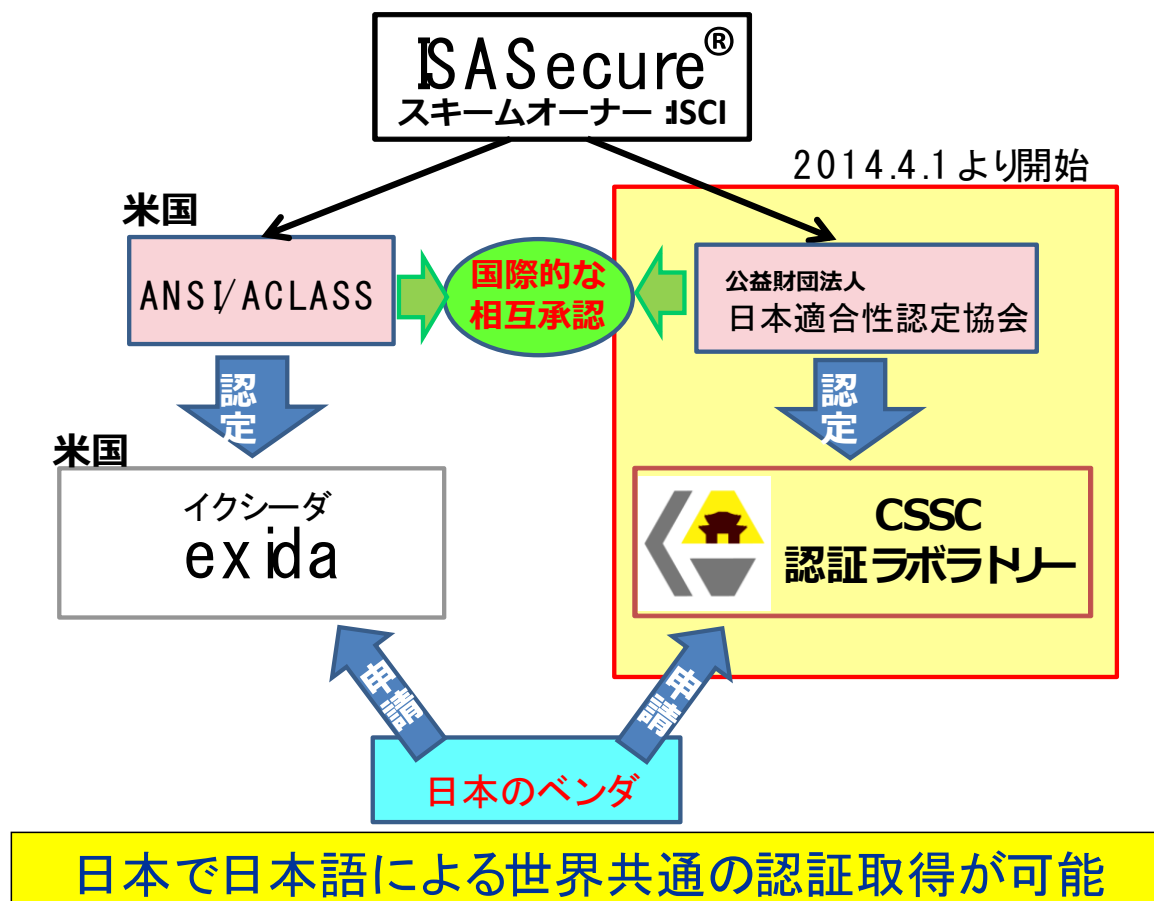 ISASecure®
スキームオーナー:ISCI
2014.4.1より開始
米国
ANSI/ACLASS
国際的な
相互承認
公益財団法人
日本適合性認定協会
認定
認定
米国
イクシーダ
exida
CSSC
認証ラボラトリー
申請
申請
日本のベンダ
日本で日本語による世界共通の認証取得が可能